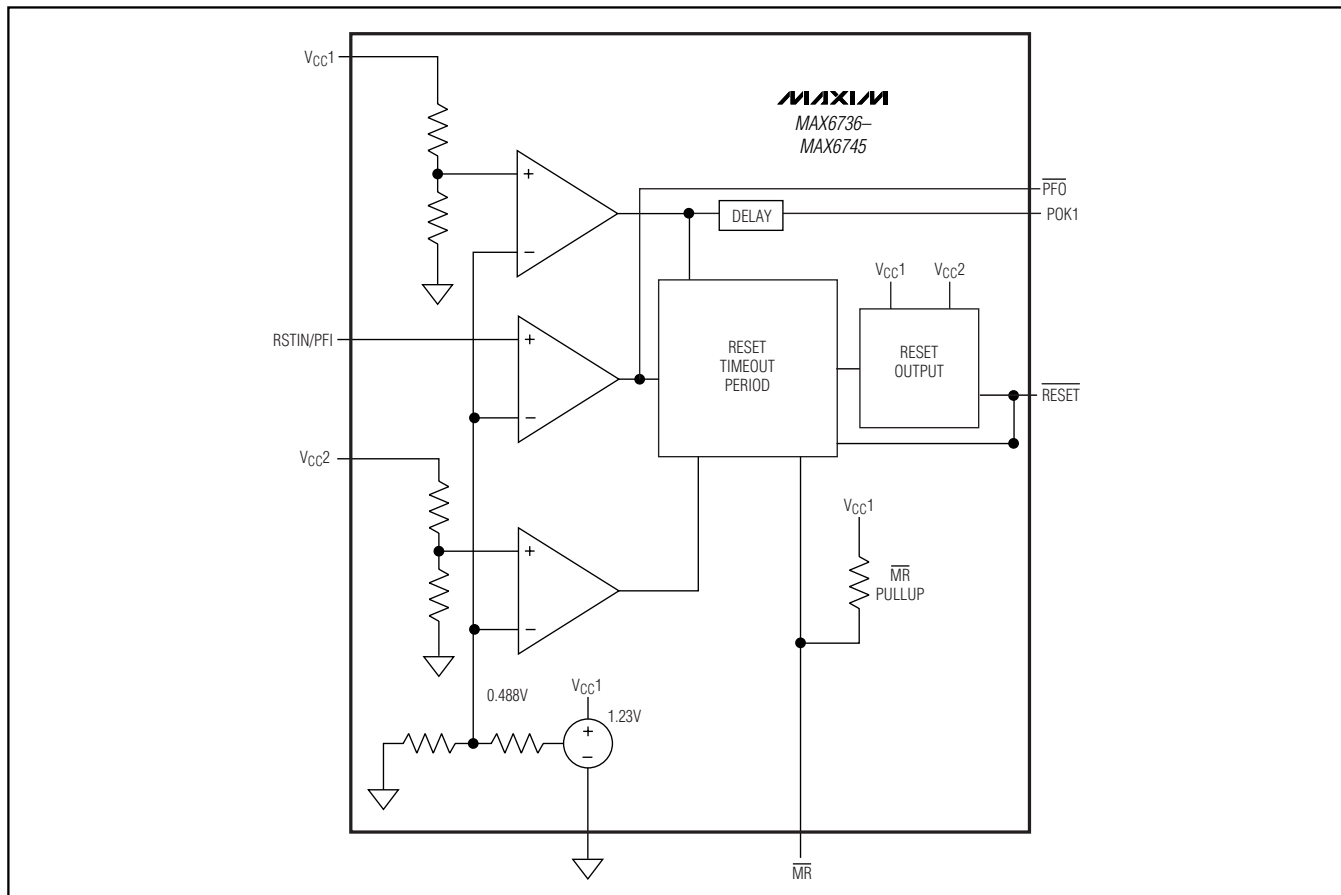 VCC1
MAXIM
MAX6736–
MAX6745
+
−
PFO
POK1
DELAY
VCC1
VCC2
RSTIN/PFI
+
−
RESET
TIMEOUT
PERIOD
RESET
OUTPUT
RESET
VCC2
+
−
VCC1
MR
PULLUP
0.488V
VCC1
1.23V
+
−
MR